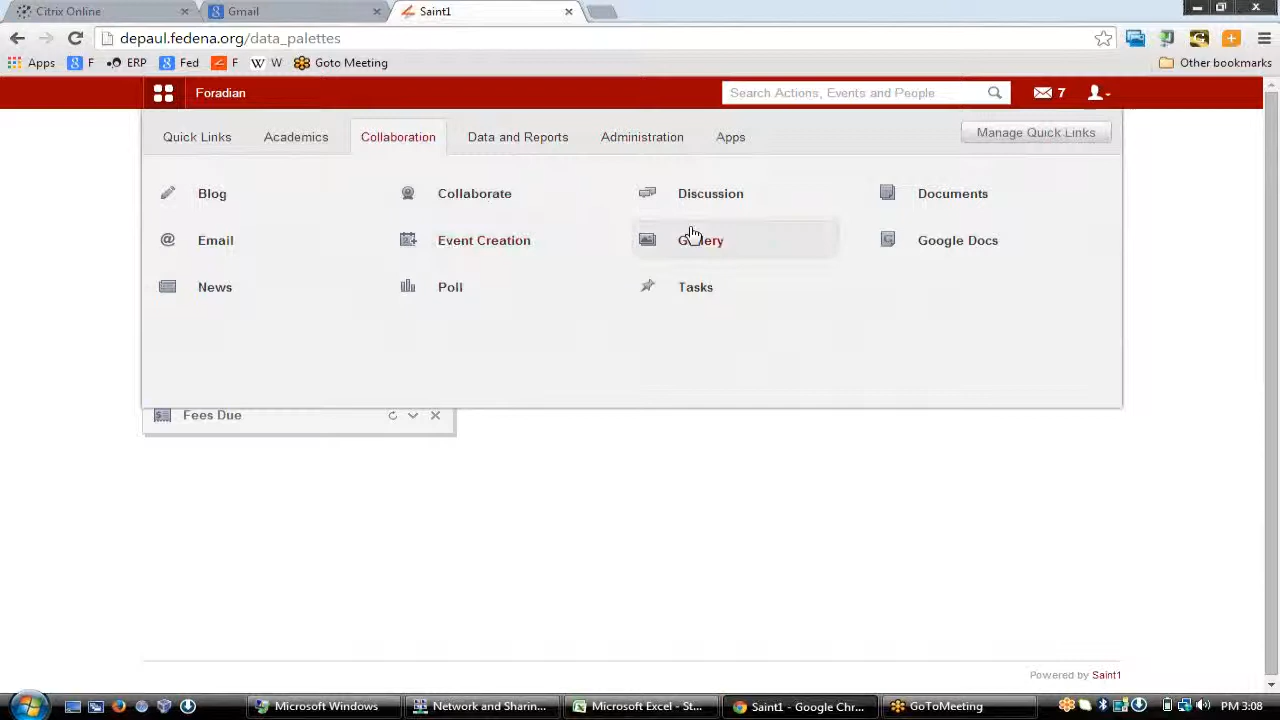 Citrix Online Gmail Saint1
depaul.fedena.org/data_palettes
Apps F ERP Fed F W Goto Meeting Other bookmarks
Foradian Search Actions, Events and People 7
Quick Links Academics Collaboration Data and Reports Administration Apps Manage Quick Links
Blog Collaborate Discussion Documents
Email Event Creation Gallery Google Docs
News Poll Tasks
Fees Due
Powered by Saint1
Microsoft Windows Network and Sharin... Microsoft Excel - St... Saint1 - Google Chr... GoToMeeting PM 3:08